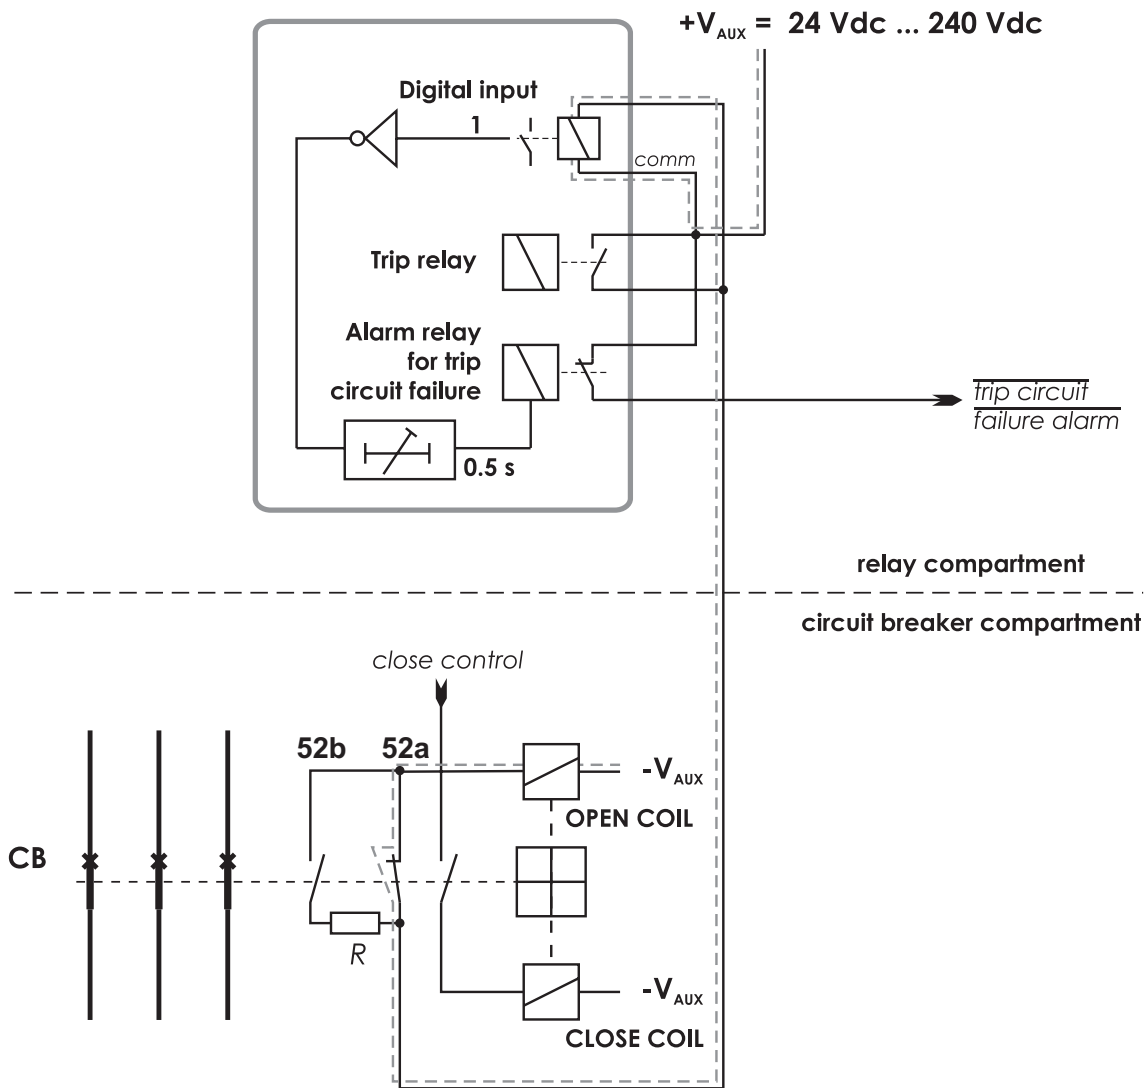 +VAUX = 24 Vdc ... 240 Vdc
Digital input
1
comm
Trip relay
Alarm relay
for trip
circuit failure
trip circuit
failure alarm
0.5 s
relay compartment
circuit breaker compartment
close control
52b
52a
-VAUX
OPEN COIL
CB
R
-VAUX
CLOSE COIL